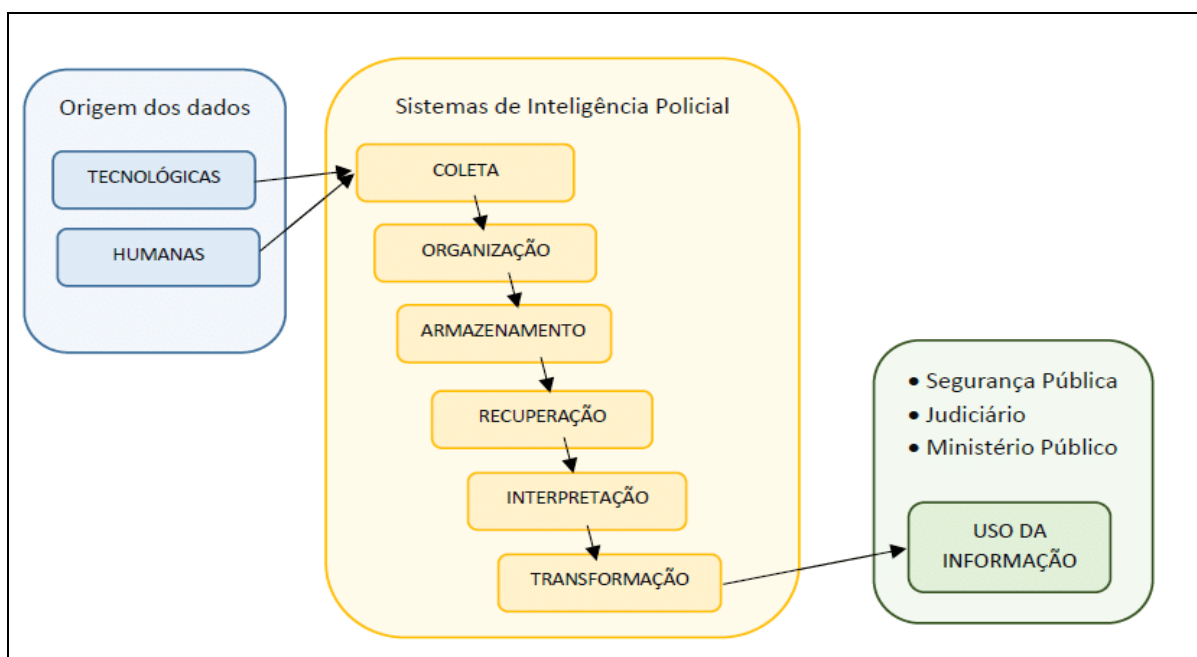 Origem dos dados
TECNOLÓGICAS
HUMANAS
Sistemas de Inteligência Policial
COLETA
ORGANIZAÇÃO
ARMAZENAMENTO
RECUPERAÇÃO
INTERPRETAÇÃO
TRANSFORMAÇÃO
• Segurança Pública
• Judiciário
• Ministério Público
USO DA
INFORMAÇÃO